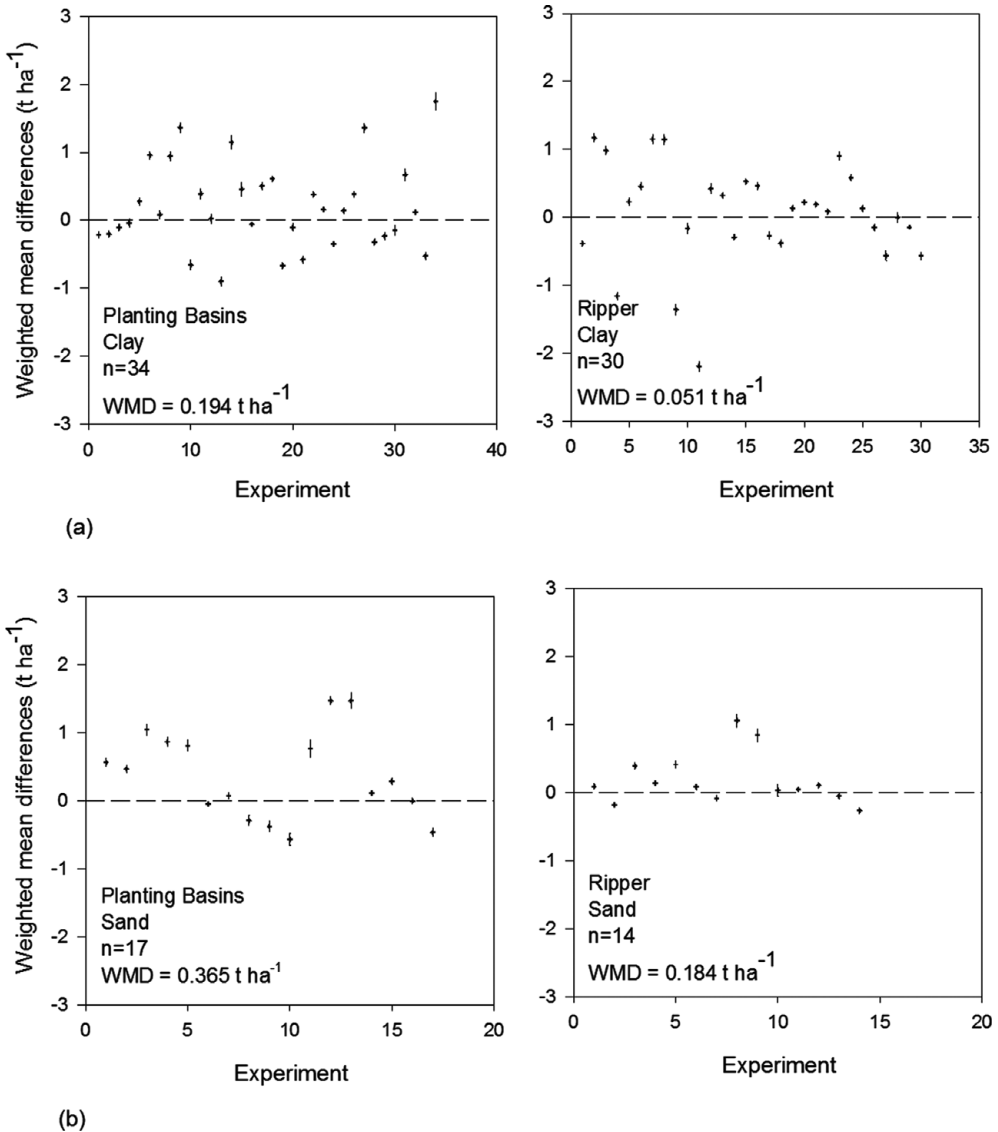 3
2
1
0
-1
-2
-3
Weighted mean differences (t ha⁻¹)
Planting Basins
Clay
n=34
WMD = 0.194 t ha⁻¹
0 10 20 30 40
Experiment
3
2
1
0
-1
-2
-3
Ripper
Clay
n=30
WMD = 0.051 t ha⁻¹
0 5 10 15 20 25 30 35
Experiment
(a)
3
2
1
0
-1
-2
-3
Weighted mean differences (t ha⁻¹)
Planting Basins
Sand
n=17
WMD = 0.365 t ha⁻¹
0 5 10 15 20
Experiment
3
2
1
0
-1
-2
-3
Ripper
Sand
n=14
WMD = 0.184 t ha⁻¹
0 5 10 15 20
Experiment
(b)